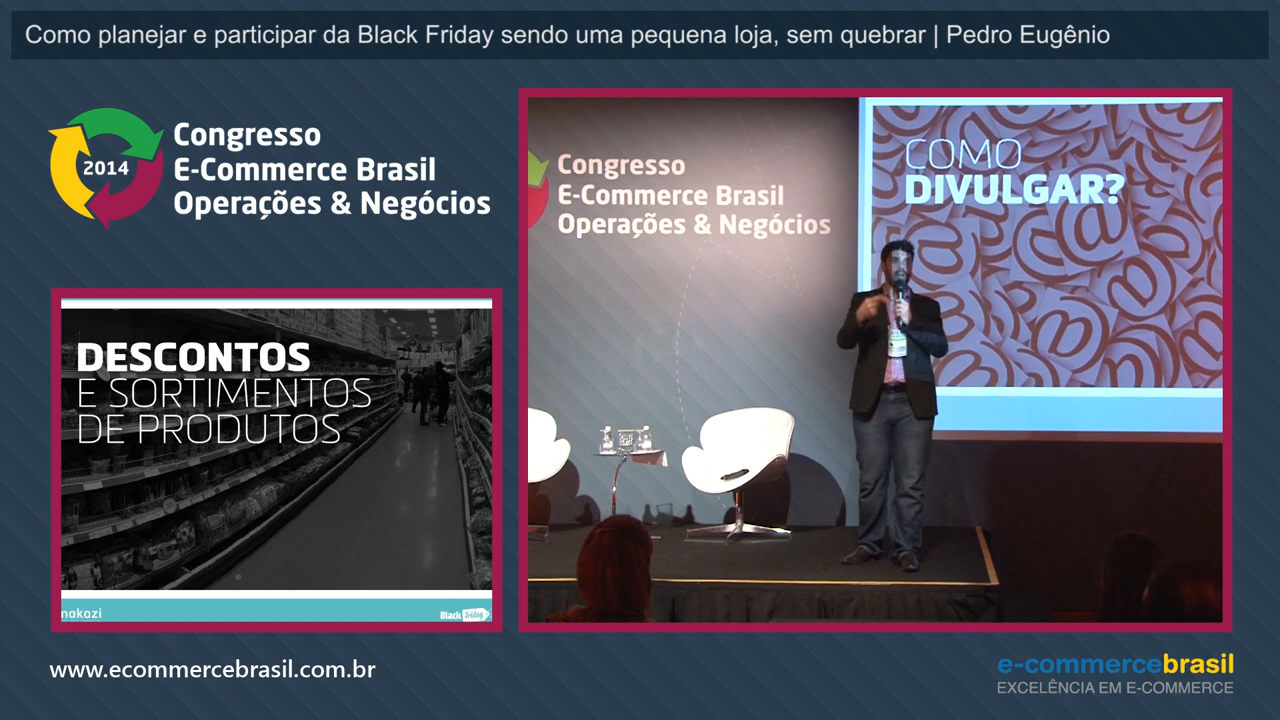 Como planejar e participar da Black Friday sendo uma pequena loja, sem quebrar | Pedro Eugênio
2014
Congresso
E-Commerce Brasil
Operações & Negócios
Congresso
E-Commerce Brasil
Operações & Negócios
COMO
DIVULGAR?
DESCONTOS
E SORTIMENTOS
DE PRODUTOS
nakazi
Black Friday
www.ecommercebrasil.com.br
e-commercebrasil
EXCELÊNCIA EM E-COMMERCE